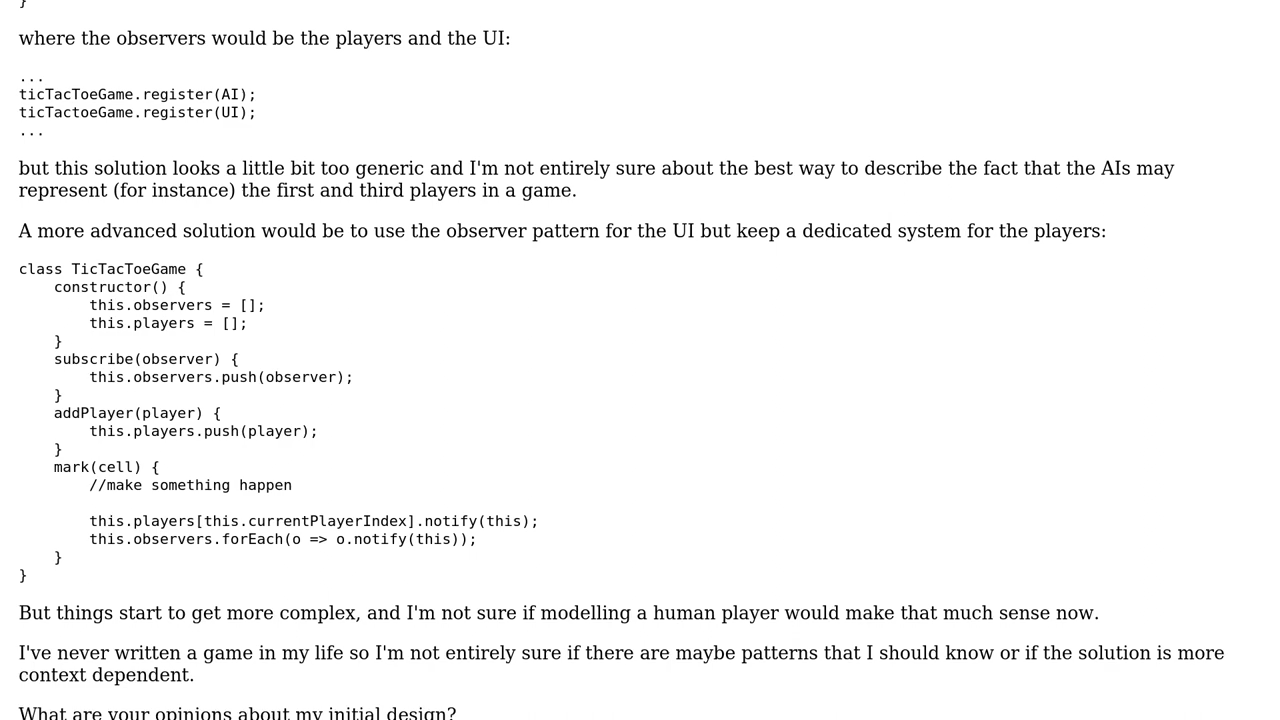 }
where the observers would be the players and the UI:
...
ticTacToeGame.register(AI);
ticTactoeGame.register(UI);
...
but this solution looks a little bit too generic and I'm not entirely sure about the best way to describe the fact that the AIs may
represent (for instance) the first and third players in a game.
A more advanced solution would be to use the observer pattern for the UI but keep a dedicated system for the players:
class TicTacToeGame {
    constructor() {
        this.observers = [];
        this.players = [];
    }
    subscribe(observer) {
        this.observers.push(observer);
    }
    addPlayer(player) {
        this.players.push(player);
    }
    mark(cell) {
        //make something happen
        this.players[this.currentPlayerIndex].notify(this);
        this.observers.forEach(o => o.notify(this));
    }
}
But things start to get more complex, and I'm not sure if modelling a human player would make that much sense now.
I've never written a game in my life so I'm not entirely sure if there are maybe patterns that I should know or if the solution is more
context dependent.
What are your opinions about my initial design?